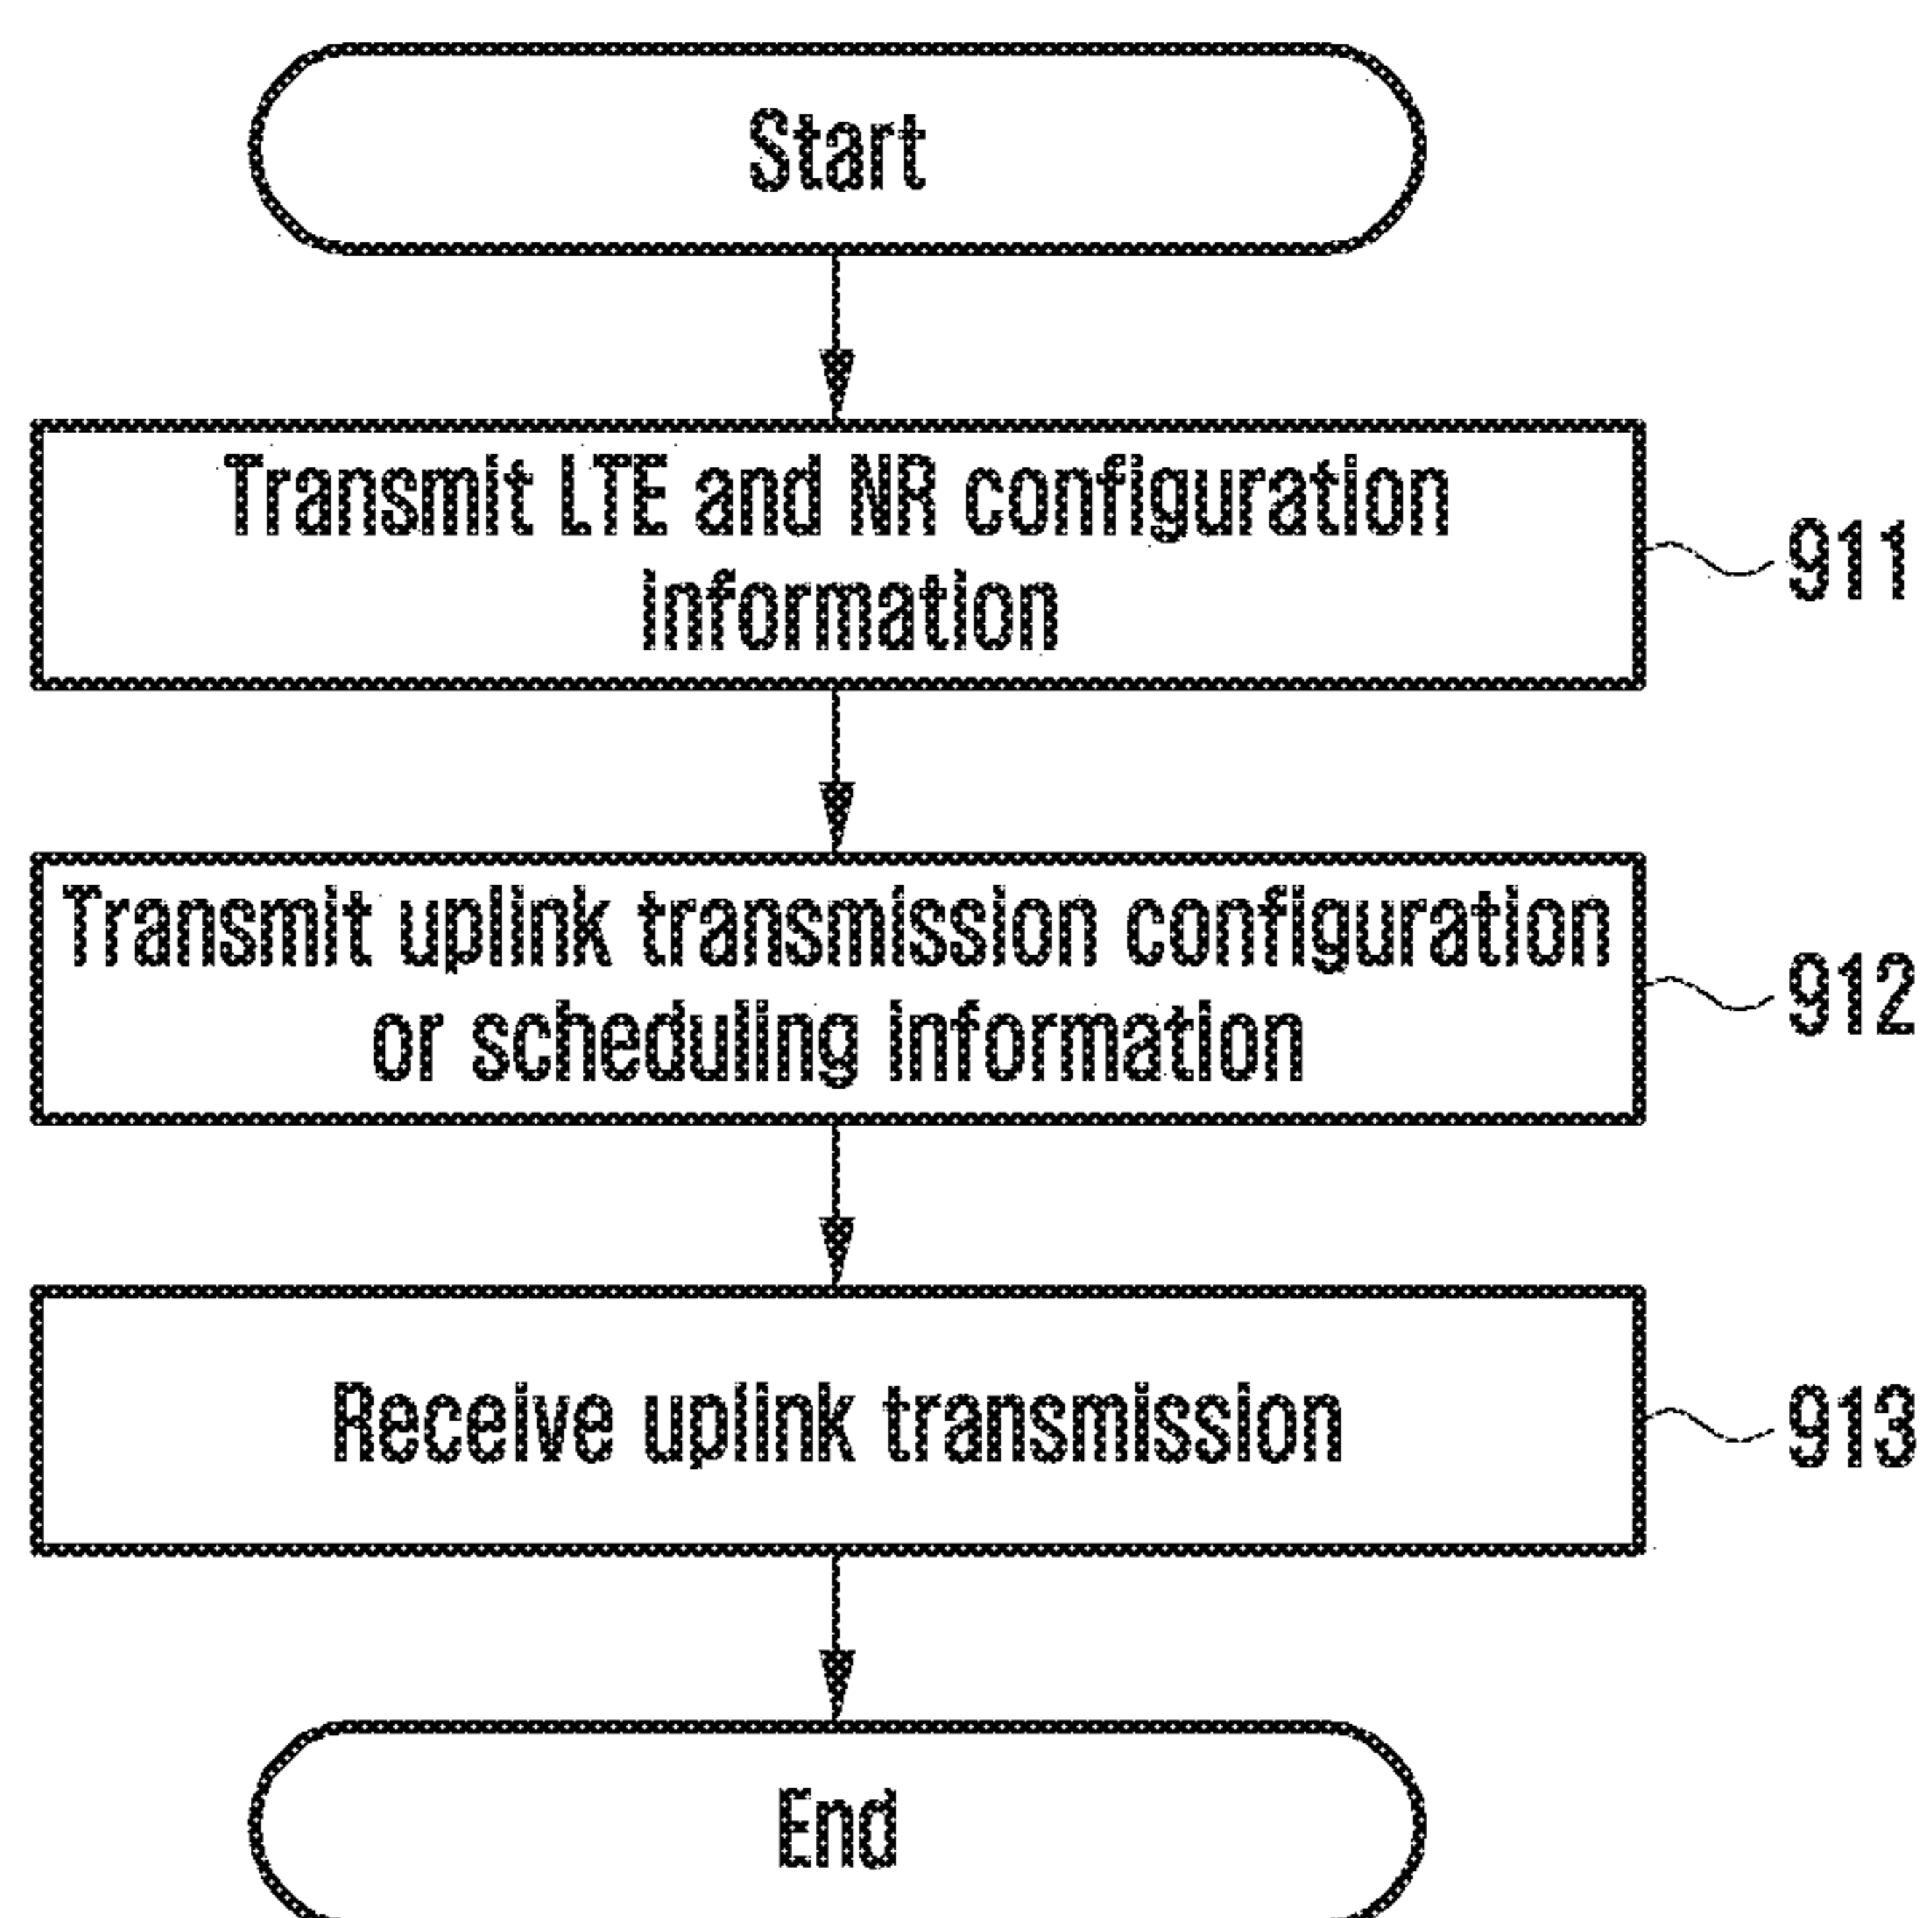 Start
Transmit LTE and NR configuration
information
911
Transmit uplink transmission configuration
or scheduling information
912
Receive uplink transmission
913
End